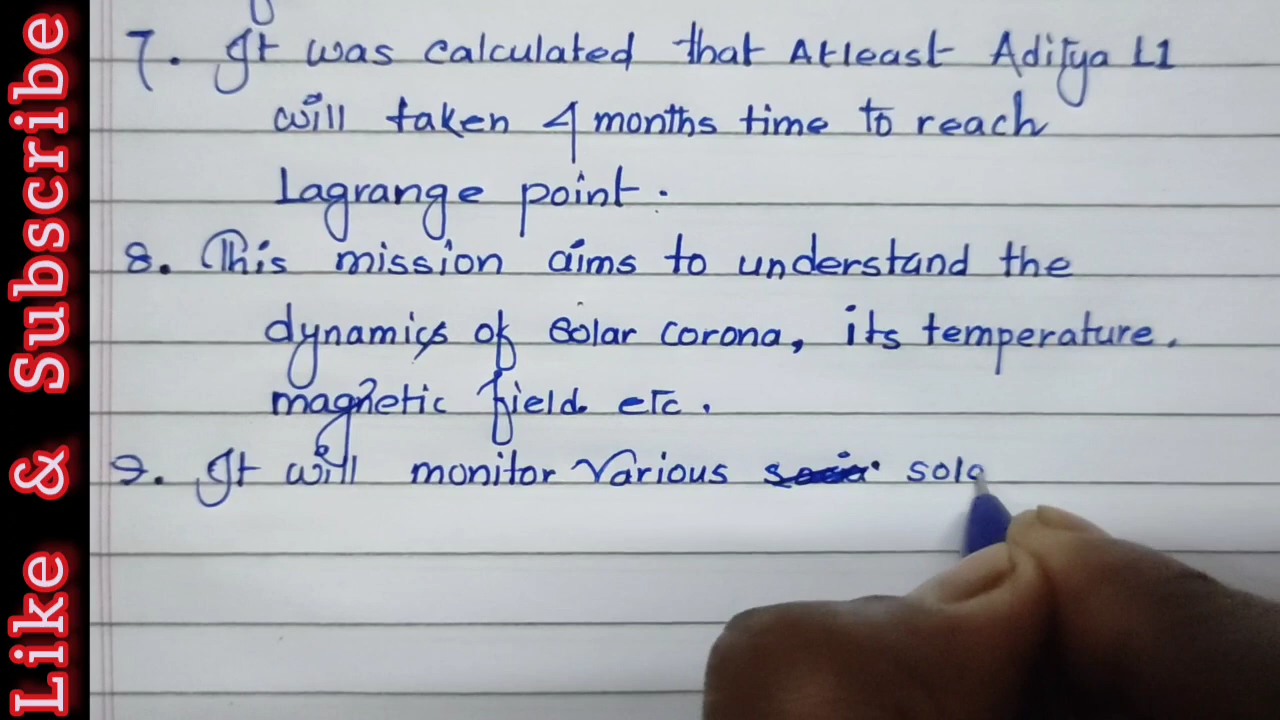 Like & Subscribe
7. It was calculated that Atleast Aditya L1
will taken 4 months time to reach
Lagrange point.
8. This mission aims to understand the
dynamics of solar corona, its temperature.
magnetic field. etc.
9. It will monitor various sola